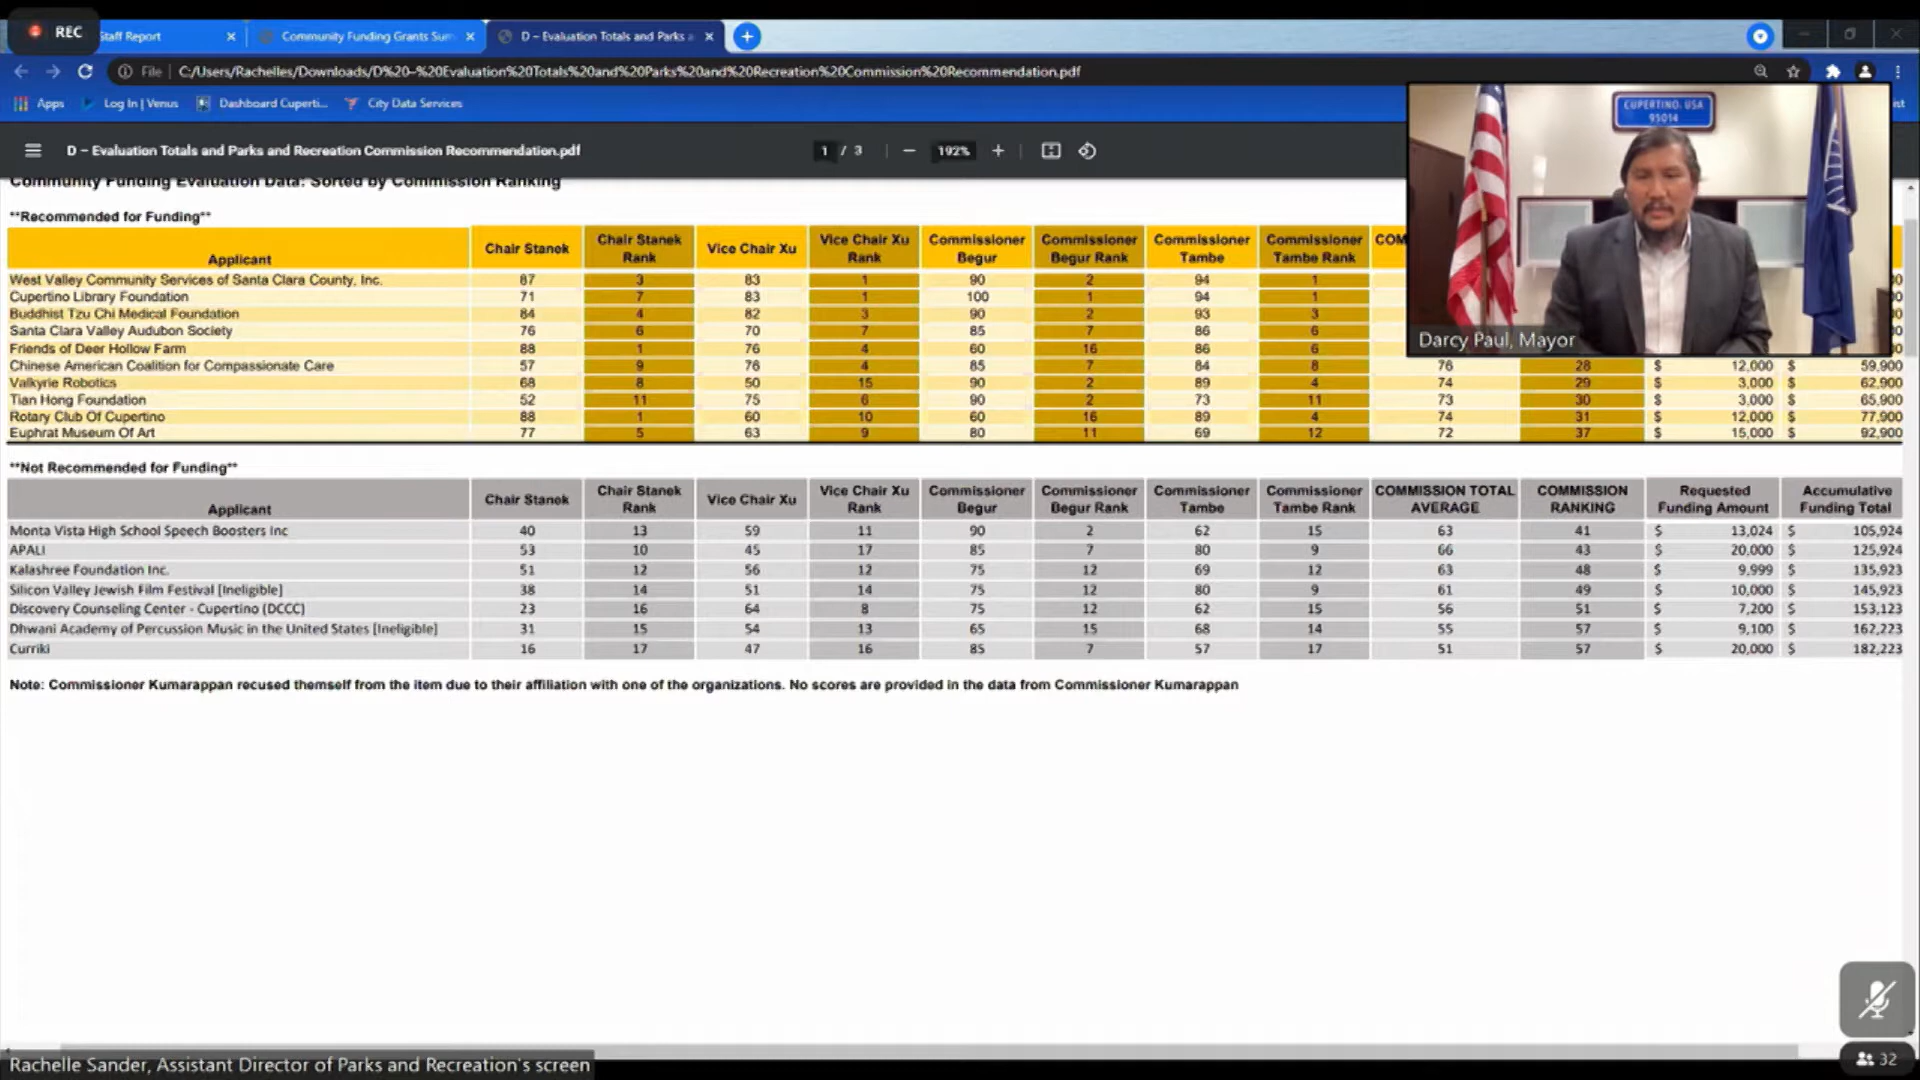 REC
Staff Report
Community Funding Grants Sum
D – Evaluation Totals and Parks a
File
C:/Users/Rachelles/Downloads/D%20-%20Evaluation%20Totals%20and%20Parks%20and%20Recreation%20Commission%20Recommendation.pdf
Apps
Log In | Venus
Dashboard Cuperti...
City Data Services
D – Evaluation Totals and Parks and Recreation Commission Recommendation.pdf
1 / 3
192%
CUPERTINO, USA
95014
Darcy Paul, Mayor
Community Funding Evaluation Data: Sorted by Commission Ranking
**Recommended for Funding**
Applicant Chair Stanek Chair Stanek Rank Vice Chair Xu Vice Chair Xu Rank Commissioner Begur Commissioner Begur Rank Commissioner Tambe Commissioner Tambe Rank COM
West Valley Community Services of Santa Clara County, Inc. 87 3 83 1 90 2 94 1
Cupertino Library Foundation 71 7 83 1 100 1 94 1
Buddhist Tzu Chi Medical Foundation 84 4 82 3 90 2 93 3
Santa Clara Valley Audubon Society 76 6 70 7 85 7 86 6
Friends of Deer Hollow Farm 88 1 76 4 60 16 86 6
Chinese American Coalition for Compassionate Care 57 9 76 4 85 7 84 8 76 28 $ 12,000 $ 59,900
Valkyrie Robotics 68 8 50 15 90 2 89 4 74 29 $ 3,000 $ 62,900
Tian Hong Foundation 52 11 75 6 90 2 73 11 73 30 $ 3,000 $ 65,900
Rotary Club Of Cupertino 88 1 60 10 60 16 89 4 74 31 $ 12,000 $ 77,900
Euphrat Museum Of Art 77 5 63 9 80 11 69 12 72 37 $ 15,000 $ 92,900
**Not Recommended for Funding**
Applicant Chair Stanek Chair Stanek Rank Vice Chair Xu Vice Chair Xu Rank Commissioner Begur Commissioner Begur Rank Commissioner Tambe Commissioner Tambe Rank COMMISSION TOTAL AVERAGE COMMISSION RANKING Requested Funding Amount Accumulative Funding Total
Monta Vista High School Speech Boosters Inc 40 13 59 11 90 2 62 15 63 41 $ 13,024 $ 105,924
APALI 53 10 45 17 85 7 80 9 66 43 $ 20,000 $ 125,924
Kalashree Foundation Inc. 51 12 56 12 75 12 69 12 63 48 $ 9,999 $ 135,923
Silicon Valley Jewish Film Festival [Ineligible] 38 14 51 14 75 12 80 9 61 49 $ 10,000 $ 145,923
Discovery Counseling Center - Cupertino (DCCC) 23 16 64 8 75 12 62 15 56 51 $ 7,200 $ 153,123
Dhwani Academy of Percussion Music in the United States [Ineligible] 31 15 54 13 65 15 68 14 55 57 $ 9,100 $ 162,223
Curriki 16 17 47 16 85 7 57 17 51 57 $ 20,000 $ 182,223
Note: Commissioner Kumarappan recused themself from the item due to their affiliation with one of the organizations. No scores are provided in the data from Commissioner Kumarappan
Rachelle Sander, Assistant Director of Parks and Recreation's screen
32